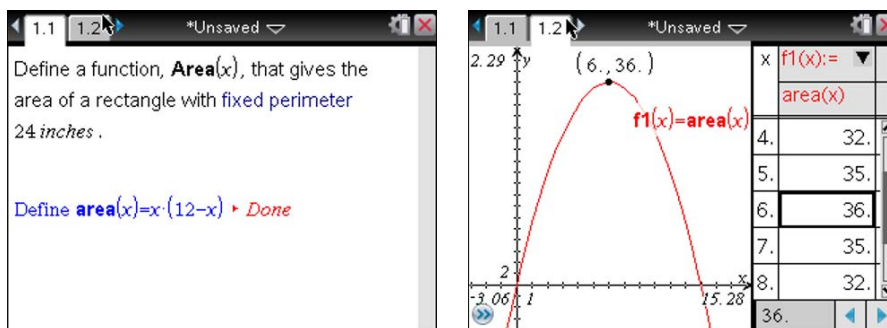 1.1 1.2 *Unsaved
Define a function, Area(x), that gives the
area of a rectangle with fixed perimeter
24 inches .
Define area(x)=x·(12−x) ▸ Done
1.1 1.2 *Unsaved
2.29 y
(6.,36.)
f1(x)=area(x)
2
x
-3.06 1 15.28
x f1(x):= ▼
area(x)
4. 32.
5. 35.
6. 36.
7. 35.
8. 32.
36.